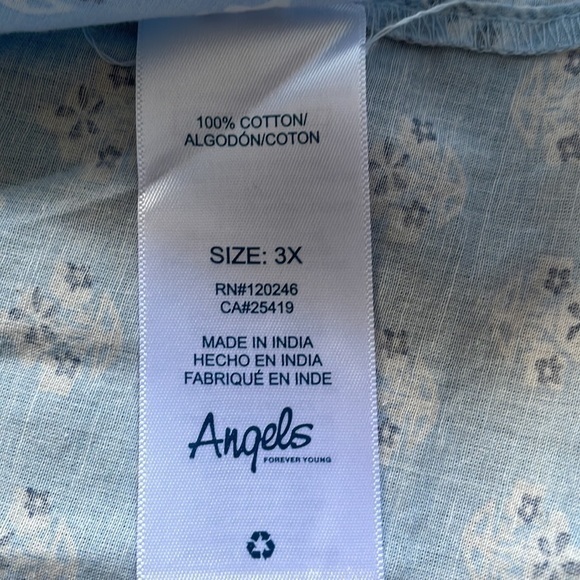 100% COTTON/
ALGODÓN/COTON
SIZE: 3X
RN#120246
CA#25419
MADE IN INDIA
HECHO EN INDIA
FABRIQUÉ EN INDE
Angels
FOREVER YOUNG